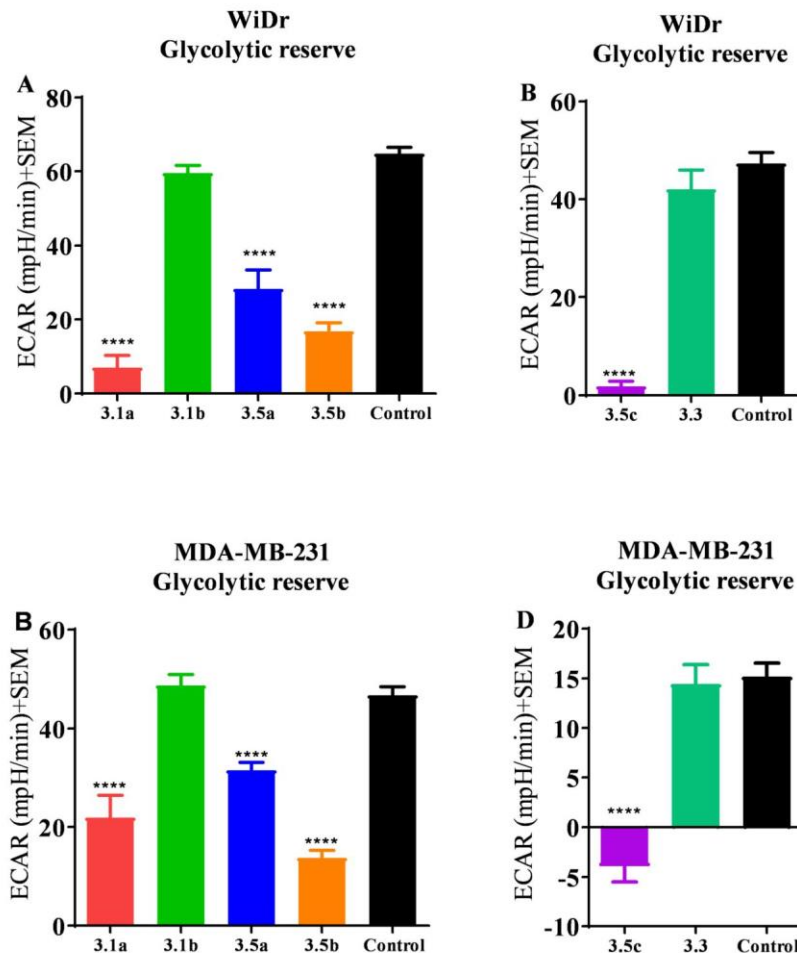 WiDr
Glycolytic reserve
A
ECAR (mpH/min)+SEM
80
60
40
20
0
****
****
****
3.1a 3.1b 3.5a 3.5b Control
WiDr
Glycolytic reserve
B
ECAR (mpH/min)+SEM
60
40
20
0
****
3.5c 3.3 Control
MDA-MB-231
Glycolytic reserve
B
ECAR (mpH/min)+SEM
60
40
20
0
****
****
****
3.1a 3.1b 3.5a 3.5b Control
MDA-MB-231
Glycolytic reserve
D
ECAR (mpH/min)+SEM
20
15
10
5
0
-5
-10
****
3.5c 3.3 Control